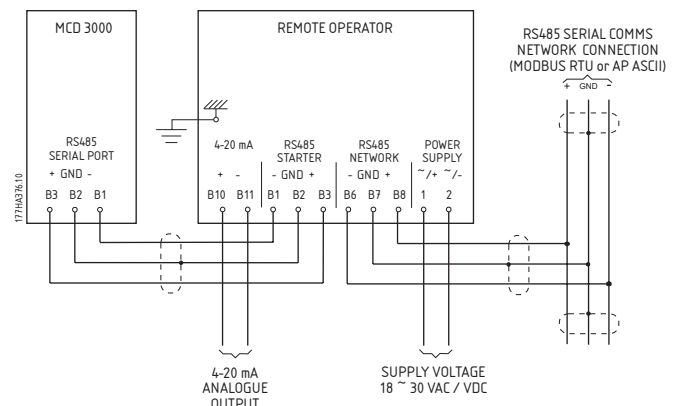 MCD 3000
REMOTE OPERATOR
RS485 SERIAL COMMS
NETWORK CONNECTION
(MODBUS RTU or AP ASCII)
+ GND -
RS485
SERIAL PORT
+ GND -
B3 B2 B1
4-20 mA
+ -
B10 B11
RS485
STARTER
- GND +
B1 B2 B3
RS485
NETWORK
- GND +
B6 B7 B8
POWER
SUPPLY
~/+ ~/-
1 2
177HA376.10
4-20 mA
ANALOGUE
OUTPUT
SUPPLY VOLTAGE
18 ~ 30 VAC / VDC